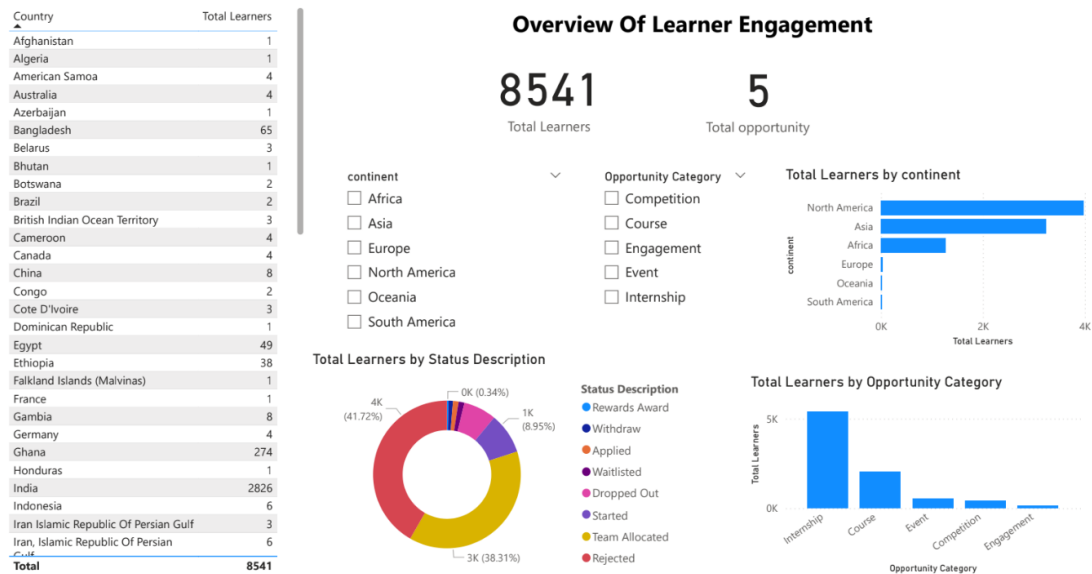 Country Total Learners
Afghanistan 1
Algeria 1
American Samoa 4
Australia 4
Azerbaijan 1
Bangladesh 65
Belarus 3
Bhutan 1
Botswana 2
Brazil 2
British Indian Ocean Territory 3
Cameroon 4
Canada 4
China 8
Congo 2
Cote D'Ivoire 3
Dominican Republic 1
Egypt 49
Ethiopia 38
Falkland Islands (Malvinas) 1
France 1
Gambia 8
Germany 4
Ghana 274
Honduras 1
India 2826
Indonesia 6
Iran Islamic Republic Of Persian Gulf 3
Iran, Islamic Republic Of Persian 6
Gulf
Total 8541
Overview Of Learner Engagement
8541
Total Learners
5
Total opportunity
continent
Africa
Asia
Europe
North America
Oceania
South America
Opportunity Category
Competition
Course
Engagement
Event
Internship
Total Learners by continent
continent
North America
Asia
Africa
Europe
Oceania
South America
0K 2K 4K
Total Learners
Total Learners by Status Description
0K (0.34%)
1K
(8.95%)
3K (38.31%)
4K
(41.72%)
Status Description
Rewards Award
Withdraw
Applied
Waitlisted
Dropped Out
Started
Team Allocated
Rejected
Total Learners by Opportunity Category
Total Learners
5K
0K
Internship
Course
Event
Competition
Engagement
Opportunity Category